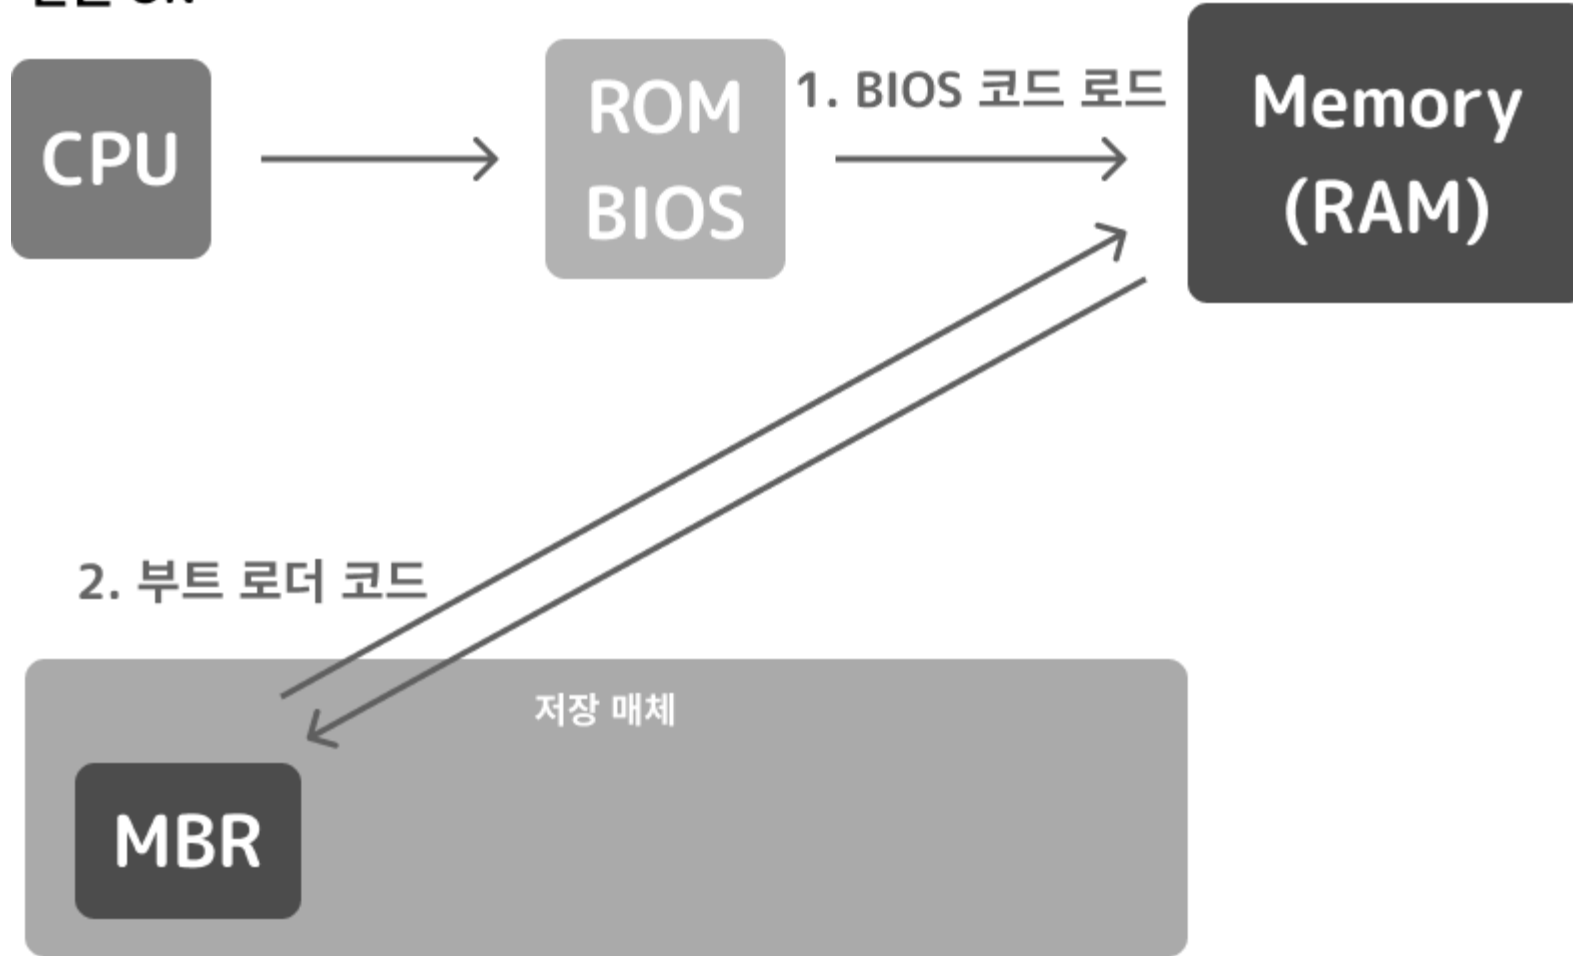 ON
CPU
ROM
BIOS
1. BIOS 코드 로드
Memory
(RAM)
2. 부트 로더 코드
저장 매체
MBR